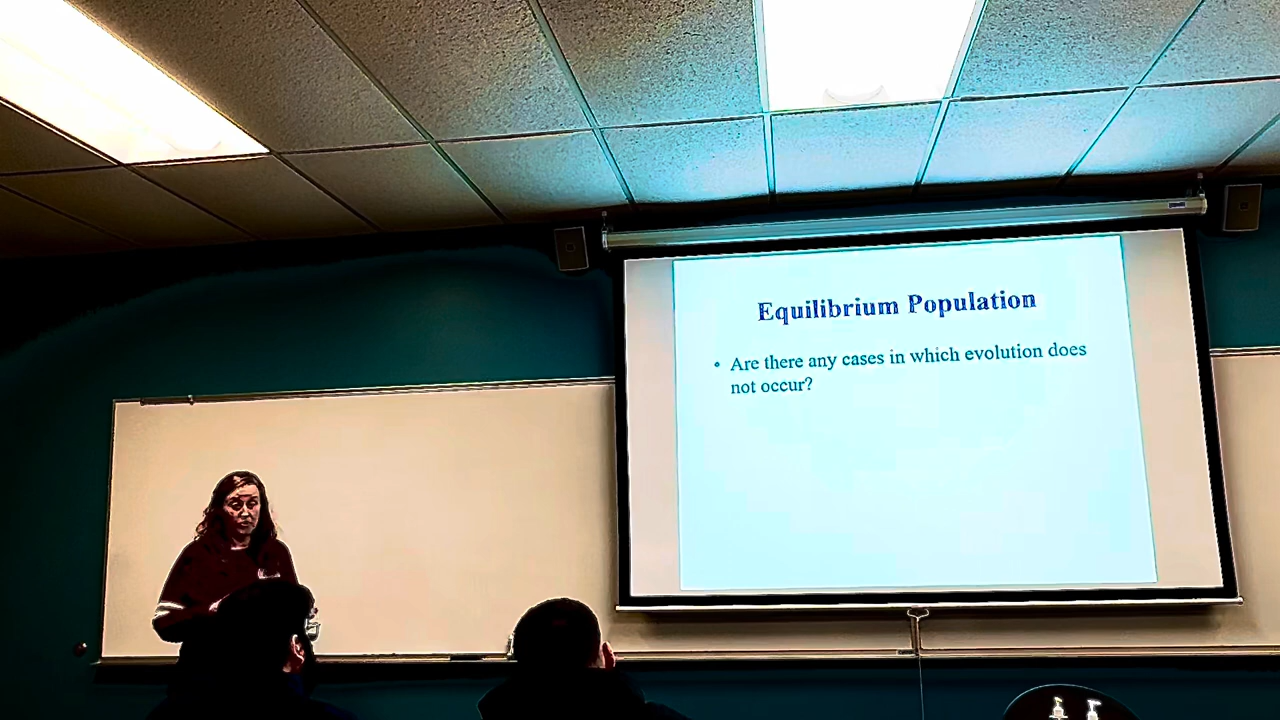 Equilibrium Population
• Are there any cases in which evolution does
not occur?